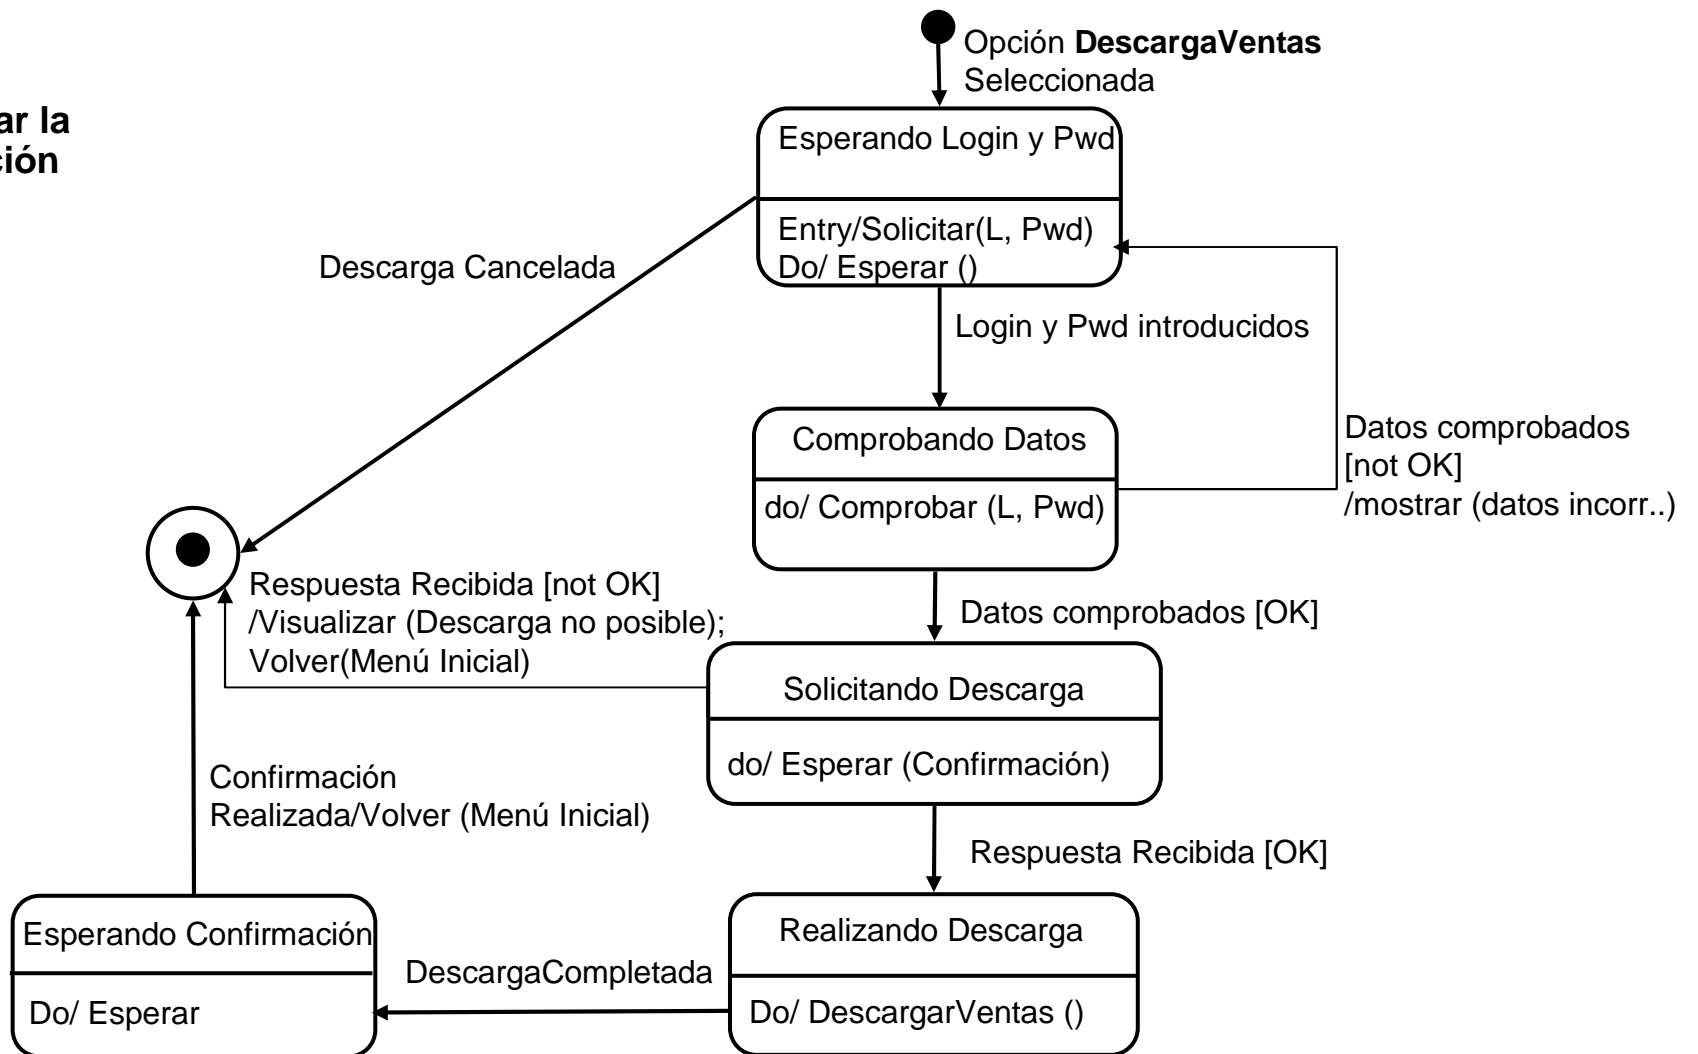 Opción DescargaVentas
Seleccionada
ar la
ción
Esperando Login y Pwd
Entry/Solicitar(L, Pwd)
Do/ Esperar ()
Descarga Cancelada
Login y Pwd introducidos
Comprobando Datos
do/ Comprobar (L, Pwd)
Datos comprobados
[not OK]
/mostrar (datos incorr..)
Respuesta Recibida [not OK]
/Visualizar (Descarga no posible);
Volver(Menú Inicial)
Datos comprobados [OK]
Solicitando Descarga
do/ Esperar (Confirmación)
Confirmación
Realizada/Volver (Menú Inicial)
Respuesta Recibida [OK]
Esperando Confirmación
Do/ Esperar
DescargaCompletada
Realizando Descarga
Do/ DescargarVentas ()